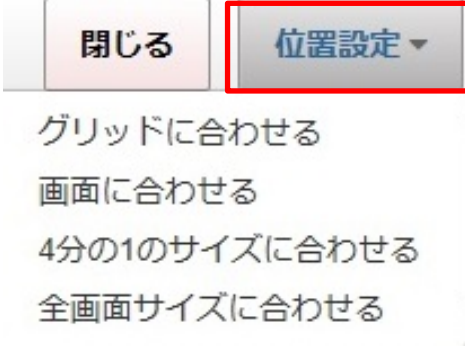 閉じる 位置設定
グリッドに合わせる
画面に合わせる
4分の1のサイズに合わせる
全画面サイズに合わせる